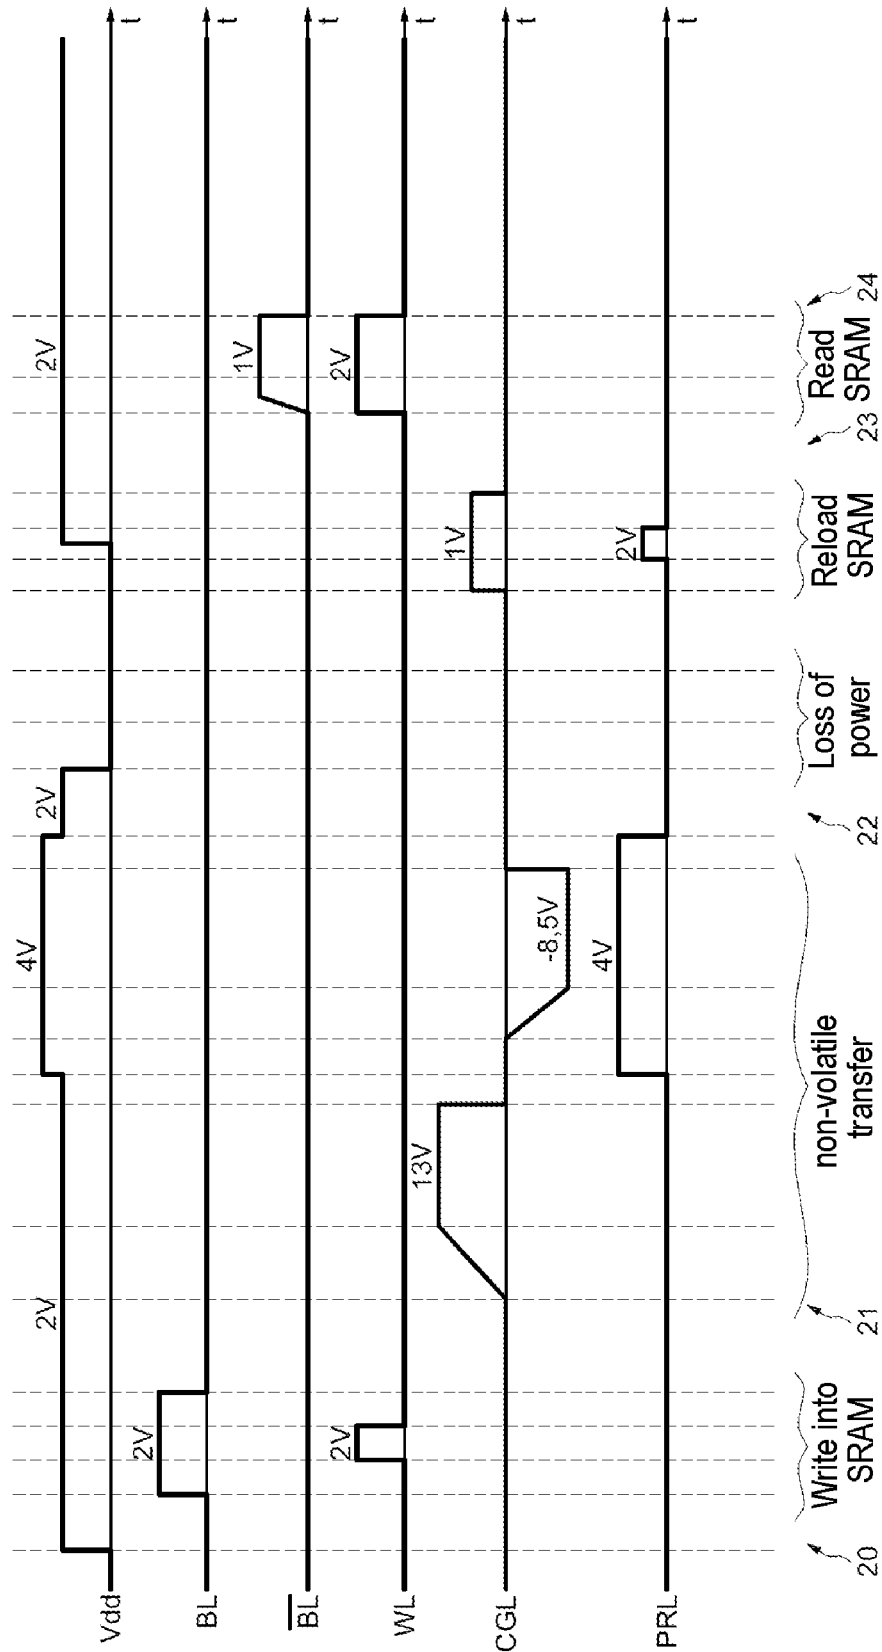 Vdd
2V
4V
2V
2V
t
BL
2V
t
BL
1V
t
WL
2V
2V
t
CGL
13V
-8,5V
1V
t
PRL
4V
2V
t
Write into
SRAM
non-volatile
transfer
Loss of
power
Reload
SRAM
Read
SRAM
20
21
22
23
24